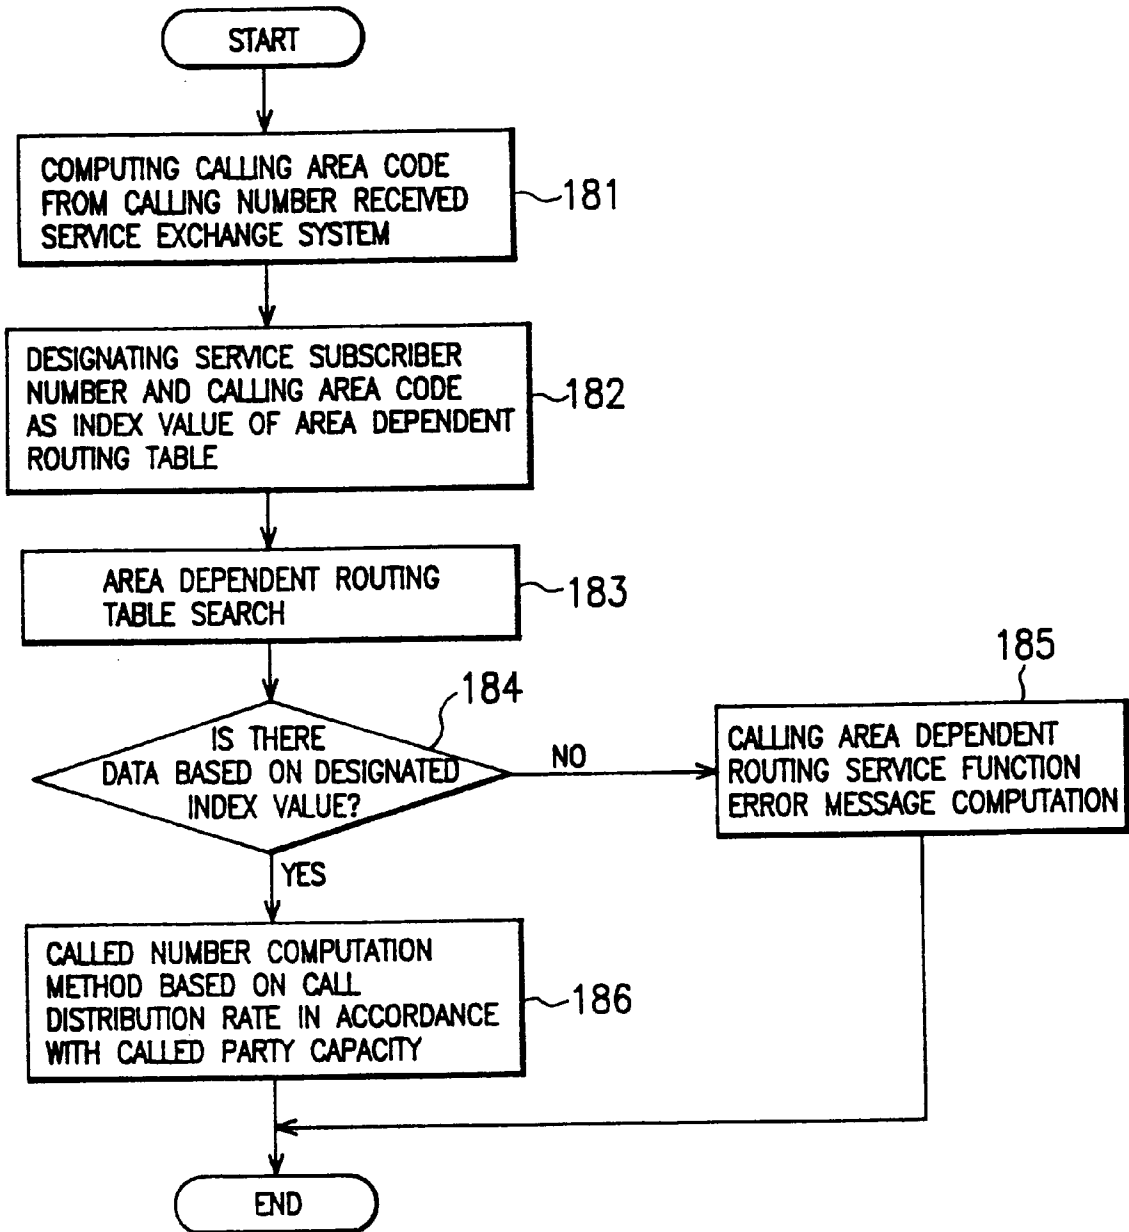 START
COMPUTING CALLING AREA CODE
FROM CALLING NUMBER RECEIVED
SERVICE EXCHANGE SYSTEM
181
DESIGNATING SERVICE SUBSCRIBER
NUMBER AND CALLING AREA CODE
AS INDEX VALUE OF AREA DEPENDENT
ROUTING TABLE
182
AREA DEPENDENT ROUTING
TABLE SEARCH
183
184
IS THERE
DATA BASED ON DESIGNATED
INDEX VALUE?
NO
YES
185
CALLING AREA DEPENDENT
ROUTING SERVICE FUNCTION
ERROR MESSAGE COMPUTATION
CALLED NUMBER COMPUTATION
METHOD BASED ON CALL
DISTRIBUTION RATE IN ACCORDANCE
WITH CALLED PARTY CAPACITY
186
END